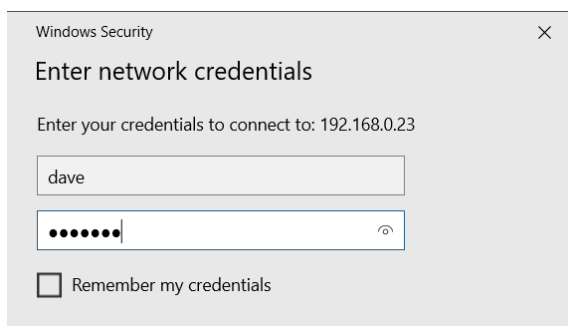 Windows Security
Enter network credentials
Enter your credentials to connect to: 192.168.0.23
dave
•••••••
Remember my credentials